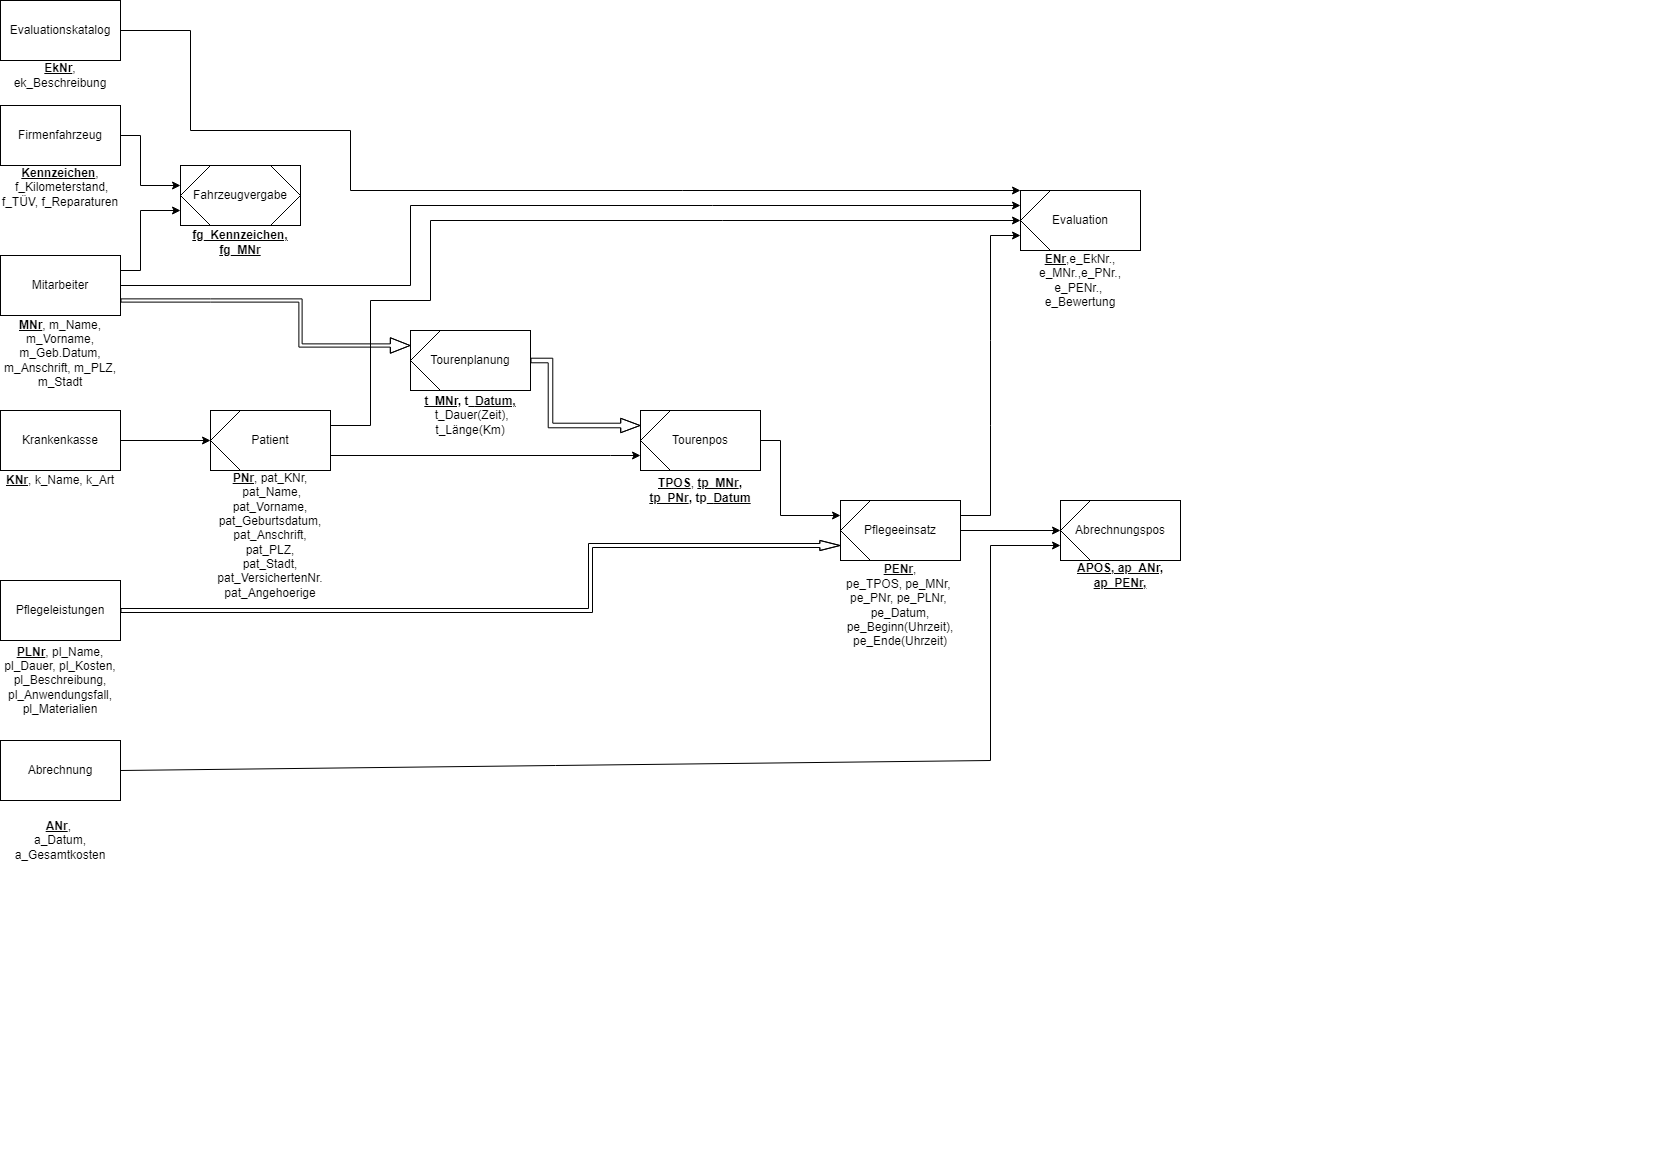 Evaluationskatalog
EkNr,
ek_Beschreibung
Firmenfahrzeug
Kennzeichen,
f_Kilometerstand,
f_TÜV, f_Reparaturen
Fahrzeugvergabe
fg_Kennzeichen,
fg_MNr
Evaluation
ENr,e_EkNr.,
e_MNr.,e_PNr.,
e_PENr.,
e_Bewertung
Mitarbeiter
MNr, m_Name,
m_Vorname,
m_Geb.Datum,
m_Anschrift, m_PLZ,
m_Stadt
Tourenplanung
t_MNr, t_Datum,
t_Dauer(Zeit),
t_Länge(Km)
Krankenkasse
KNr, k_Name, k_Art
Patient
PNr, pat_KNr,
pat_Name,
pat_Vorname,
pat_Geburtsdatum,
pat_Anschrift,
pat_PLZ,
pat_Stadt,
pat_VersichertenNr.
pat_Angehoerige
Tourenpos
TPOS, tp_MNr,
tp_PNr, tp_Datum
Pflegeeinsatz
PENr,
pe_TPOS, pe_MNr,
pe_PNr, pe_PLNr,
pe_Datum,
pe_Beginn(Uhrzeit),
pe_Ende(Uhrzeit)
Abrechnungspos
APOS, ap_ANr,
ap_PENr,
Pflegeleistungen
PLNr, pl_Name,
pl_Dauer, pl_Kosten,
pl_Beschreibung,
pl_Anwendungsfall,
pl_Materialien
Abrechnung
ANr,
a_Datum,
a_Gesamtkosten